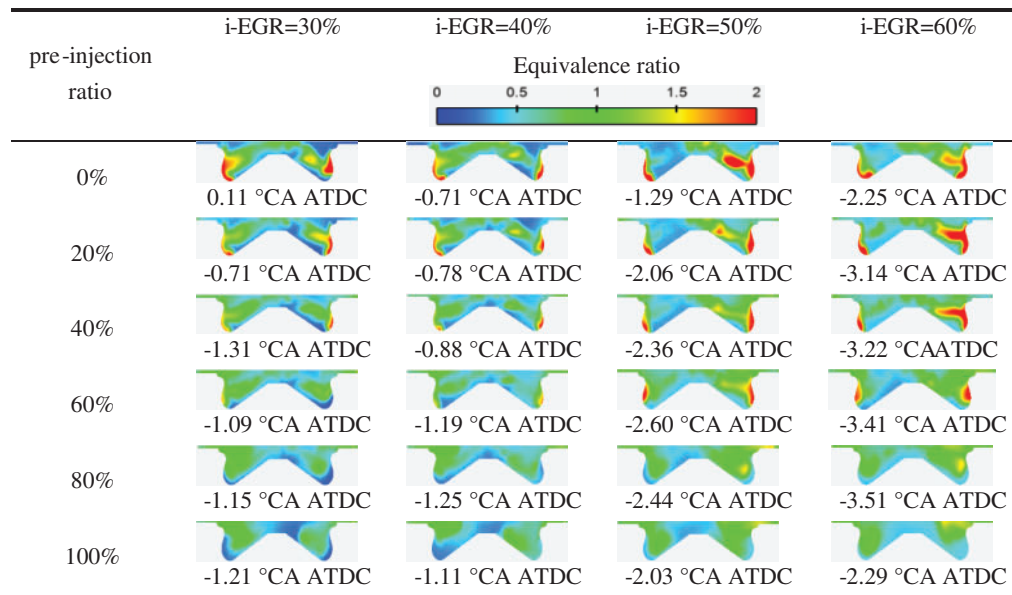 i-EGR=30% i-EGR=40% i-EGR=50% i-EGR=60%
pre-injection
ratio
Equivalence ratio
0 0.5 1 1.5 2
0%
0.11 °CA ATDC -0.71 °CA ATDC -1.29 °CA ATDC -2.25 °CA ATDC
20%
-0.71 °CA ATDC -0.78 °CA ATDC -2.06 °CA ATDC -3.14 °CA ATDC
40%
-1.31 °CA ATDC -0.88 °CA ATDC -2.36 °CA ATDC -3.22 °CAATDC
60%
-1.09 °CA ATDC -1.19 °CA ATDC -2.60 °CA ATDC -3.41 °CA ATDC
80%
-1.15 °CA ATDC -1.25 °CA ATDC -2.44 °CA ATDC -3.51 °CA ATDC
100%
-1.21 °CA ATDC -1.11 °CA ATDC -2.03 °CA ATDC -2.29 °CA ATDC